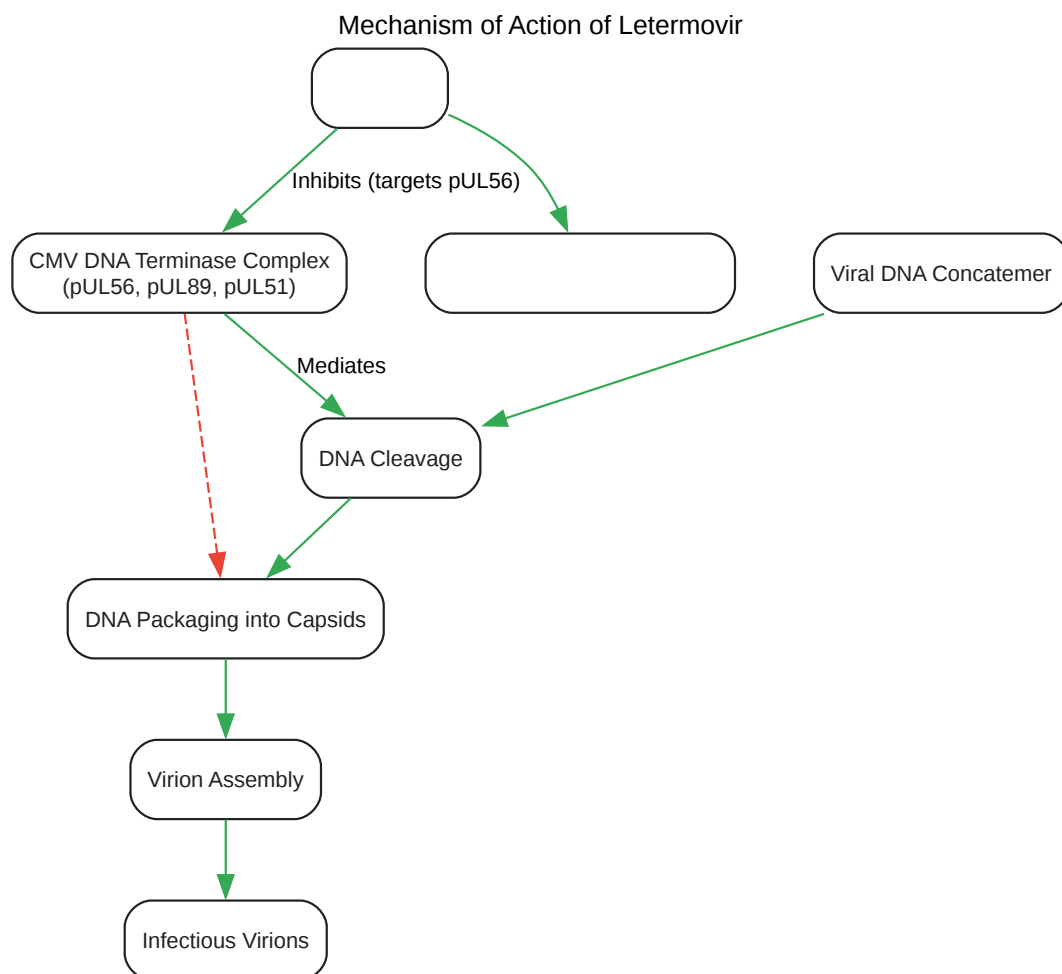 Mechanism of Action of Letermovir
Inhibits (targets pUL56)
CMV DNA Terminase Complex
(pUL56, pUL89, pUL51)
Viral DNA Concatemer
Mediates
DNA Cleavage
DNA Packaging into Capsids
Virion Assembly
Infectious Virions